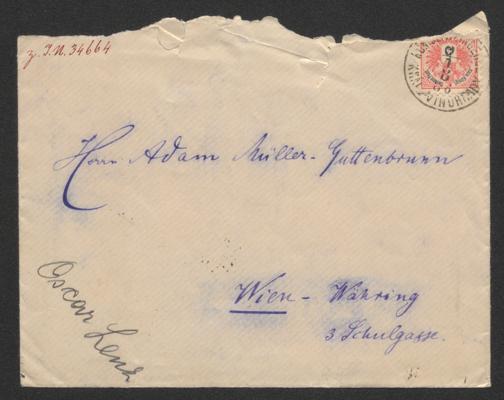 z. I.N. 34664
Herrn Adam Müller-Guttenbrunn
Wien - Währing
3 Schulgasse.
Oscar Lenz